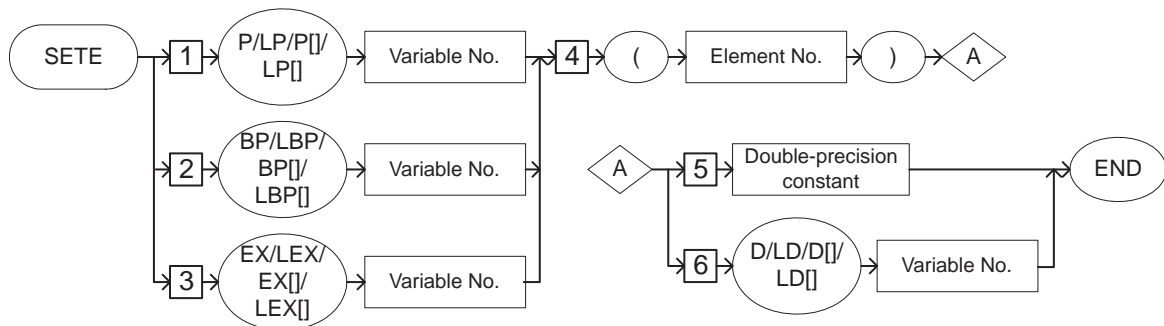 SETE
1
P/LP/P[]/
LP[]
Variable No.
4
(
Element No.
)
A
2
BP/LBP/
BP[]/
LBP[]
Variable No.
3
EX/LEX/
EX[]/
LEX[]
Variable No.
A
5
Double-precision
constant
END
6
D/LD/D[]/
LD[]
Variable No.